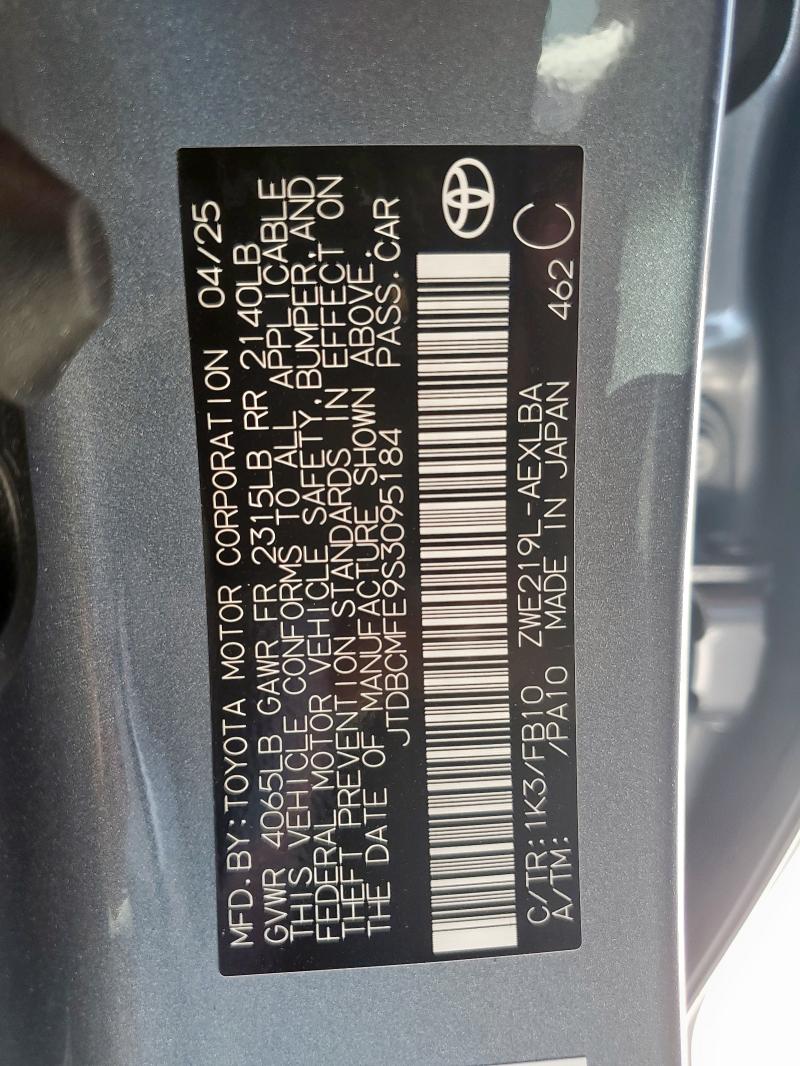 MFD. BY: TOYOTA MOTOR CORPORATION 04/25
GVWR 4065LB GAWR FR 2315LB RR 2140LB
THIS VEHICLE CONFORMS TO ALL APPLICABLE
FEDERAL MOTOR VEHICLE SAFETY, BUMPER, AND
THEFT PREVENTION STANDARDS IN EFFECT ON
THE DATE OF MANUFACTURE SHOWN ABOVE.
JTDBCMFE9S3095184 PASS. CAR
C/TR: 1K3/FB10 ZWE219L-AEXLBA
A/TM: /PA10 MADE IN JAPAN 462 C